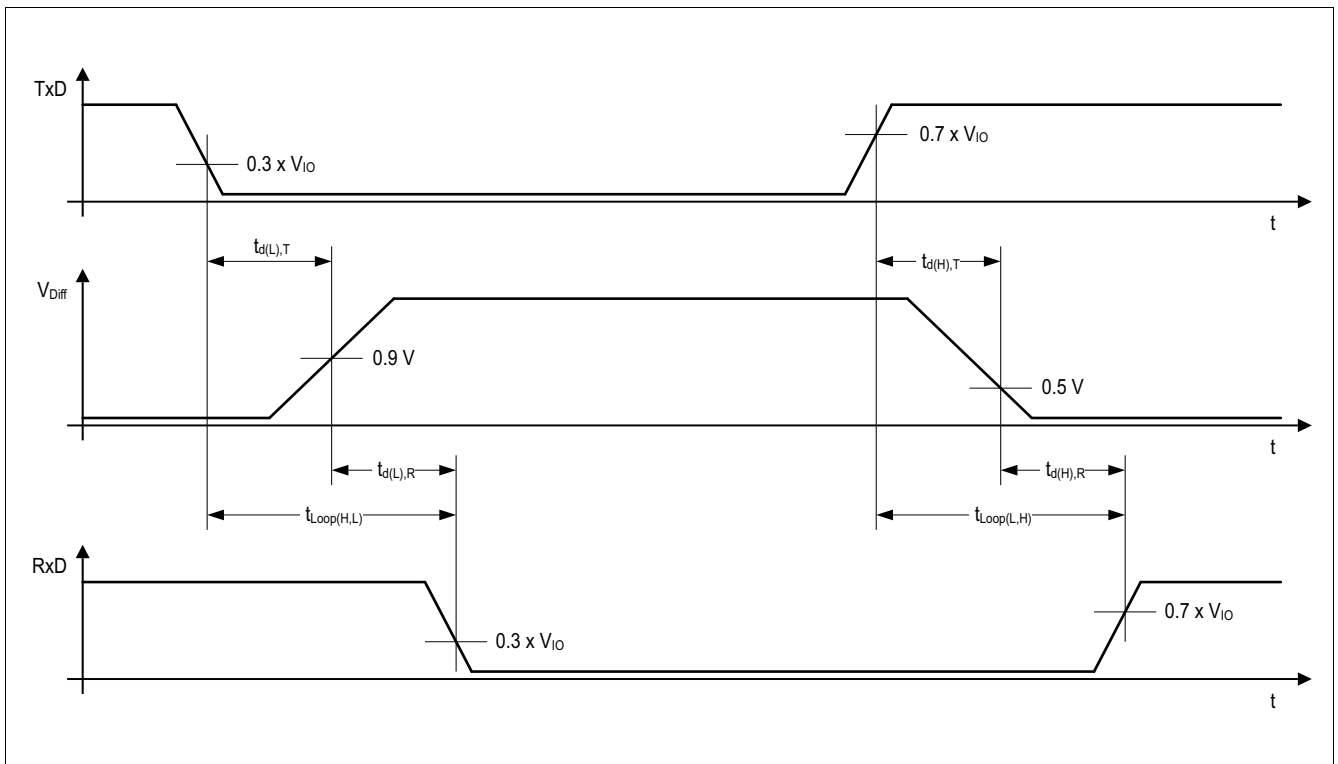 TxD
0.3 x VIO
0.7 x VIO
t
td(L),T
td(H),T
VDiff
0.9 V
0.5 V
t
td(L),R
td(H),R
tLoop(H,L)
tLoop(L,H)
RxD
0.3 x VIO
0.7 x VIO
t